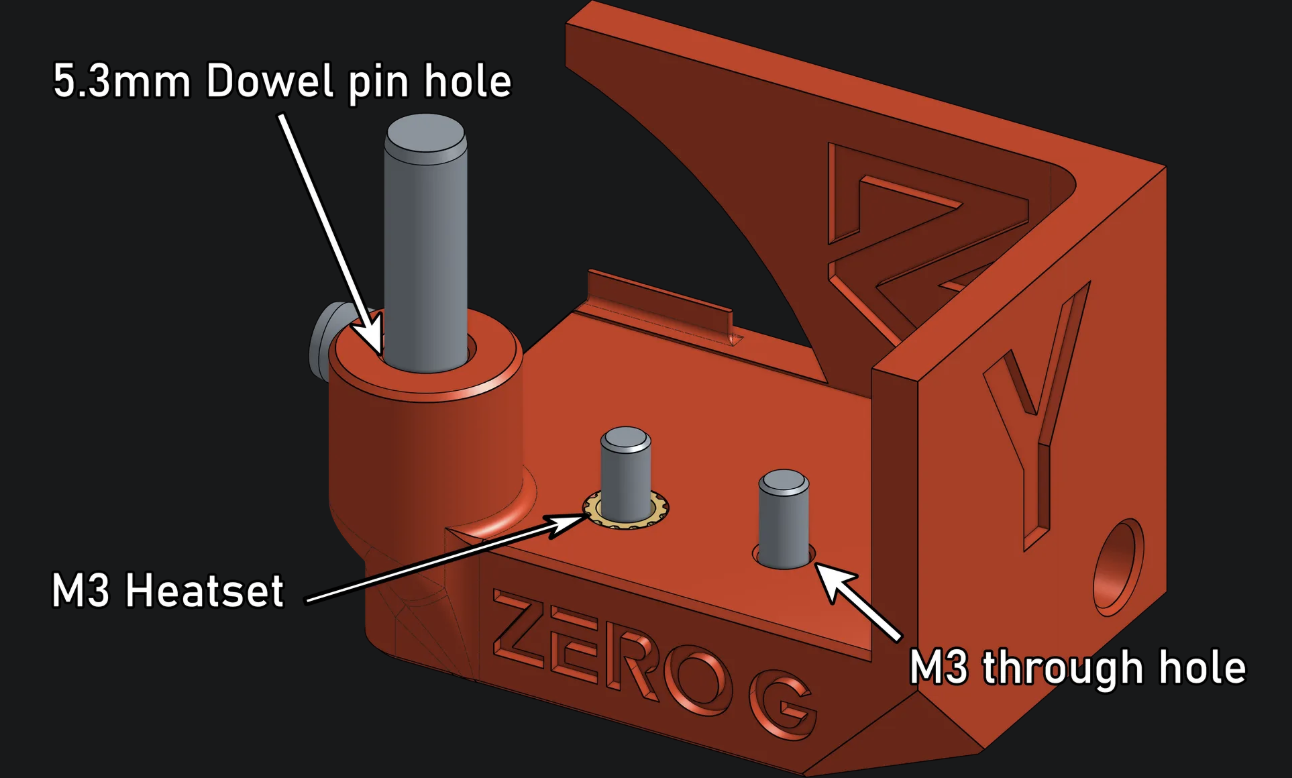 5.3mm Dowel pin hole
Y
M3 Heatset
ZERO G
M3 through hole